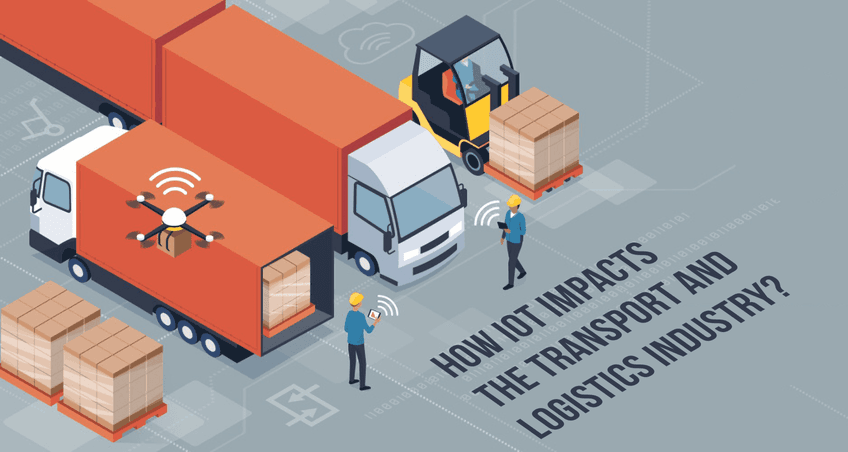 HOW IOT IMPACTS
THE TRANSPORT AND
LOGISTICS INDUSTRY?